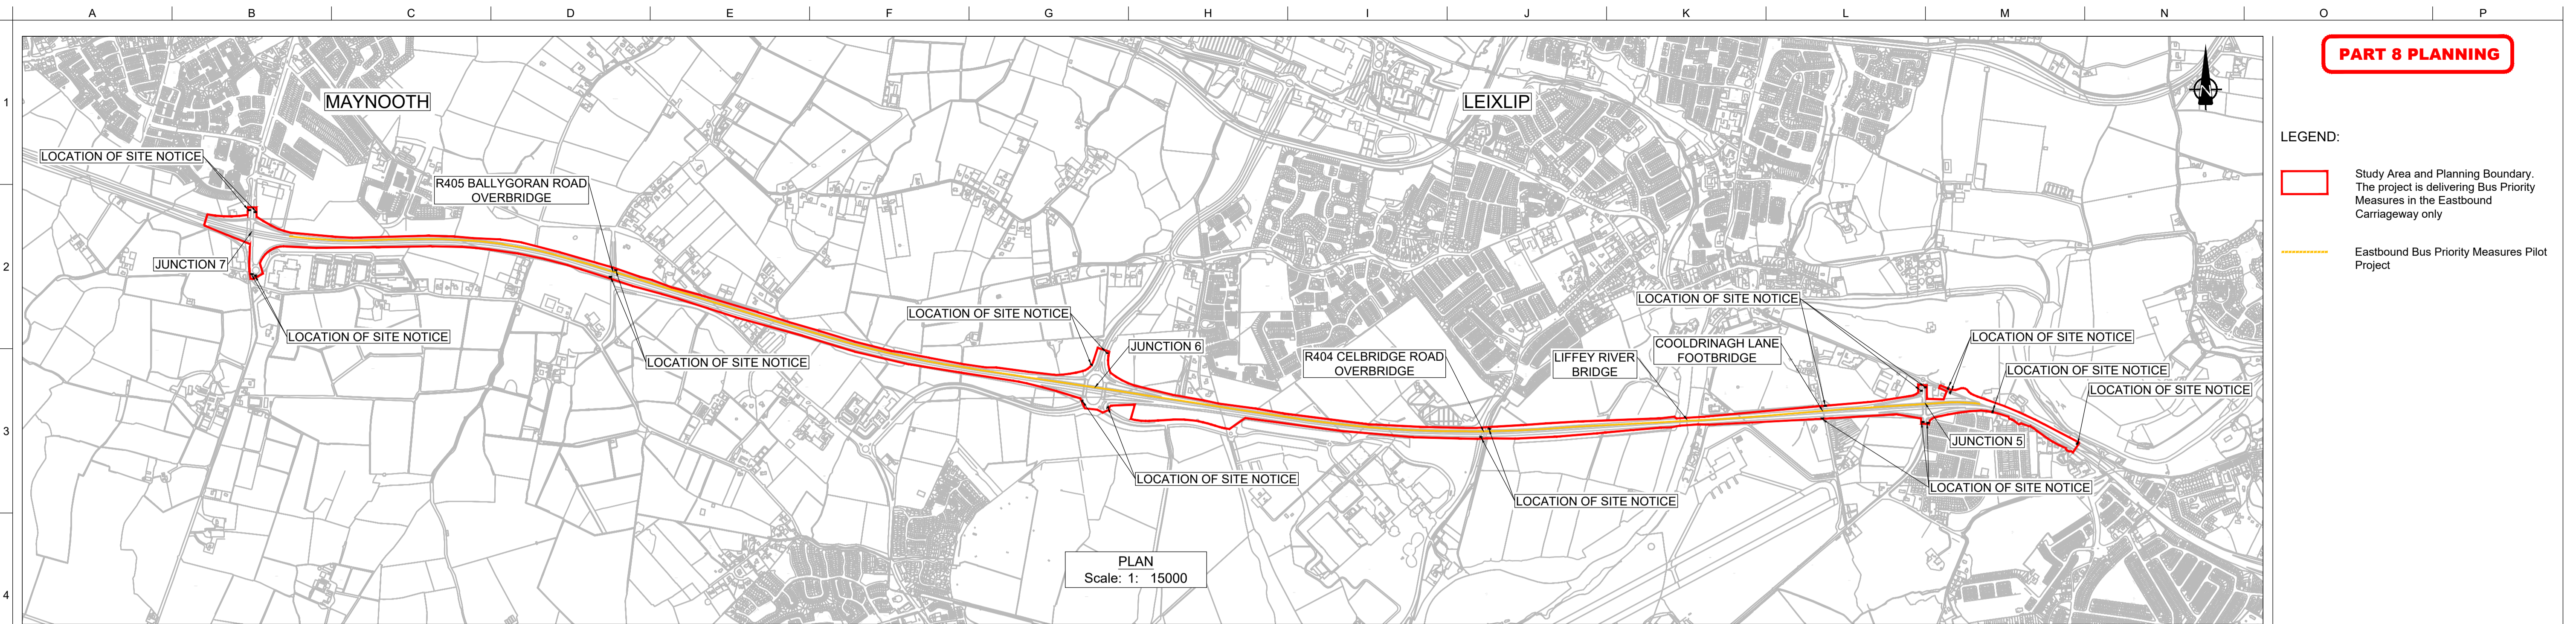 A B C D E F G H I J K L M N O P
PART 8 PLANNING
1
MAYNOOTH
LEIXLIP
N
LEGEND:
LOCATION OF SITE NOTICE
R405 BALLYGORAN ROAD
OVERBRIDGE
Study Area and Planning Boundary.
The project is delivering Bus Priority
Measures in the Eastbound
Carriageway only
2
JUNCTION 7
Eastbound Bus Priority Measures Pilot
Project
LOCATION OF SITE NOTICE
LOCATION OF SITE NOTICE
LOCATION OF SITE NOTICE
LOCATION OF SITE NOTICE
JUNCTION 6
R404 CELBRIDGE ROAD
OVERBRIDGE
LIFFEY RIVER
BRIDGE
COOLDRINAGH LANE
FOOTBRIDGE
LOCATION OF SITE NOTICE
LOCATION OF SITE NOTICE
LOCATION OF SITE NOTICE
3
JUNCTION 5
LOCATION OF SITE NOTICE
LOCATION OF SITE NOTICE
LOCATION OF SITE NOTICE
PLAN
Scale: 1: 15000
4